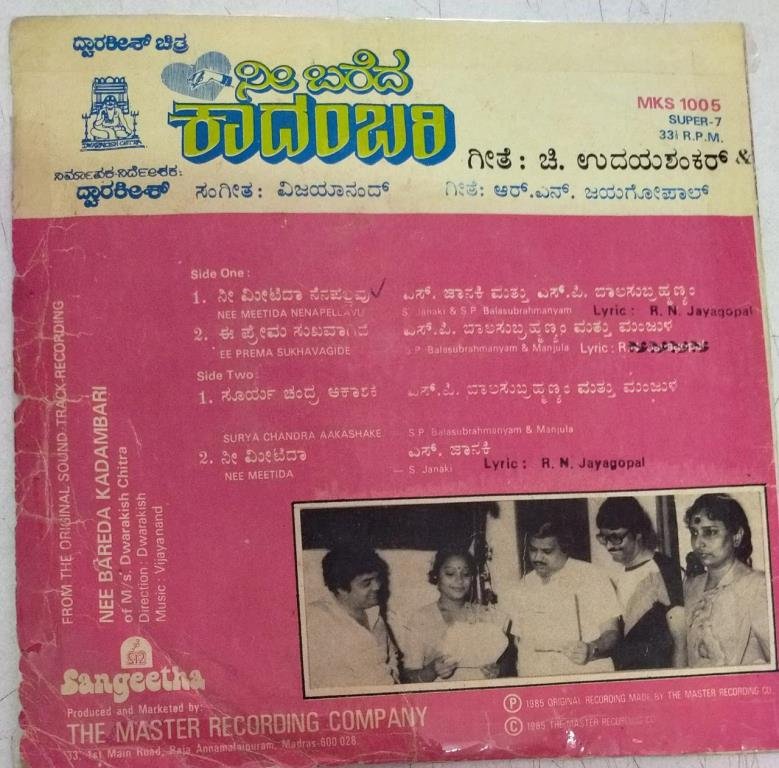 ದ್ವಾರಕೀಶ್ ಚಿತ್ರ
ನೀ ಬರೆದ
ಕಾದಂಬರಿ
MKS 1005
SUPER-7
33⅓ R.P.M.
ಗೀತೆ: ಚಿ. ಉದಯಶಂಕರ್ &
ನಿರ್ಮಾಪಕ-ನಿರ್ದೇಶಕ:
ದ್ವಾರಕೀಶ್ ಸಂಗೀತ: ವಿಜಯಾನಂದ್ ಗೀತೆ: ಆರ್.ಎನ್. ಜಯಗೋಪಾಲ್
Side One:
1. ನೀ ಮೀಟಿದಾ ನೆನಪೆಲ್ಲವು ಎಸ್. ಜಾನಕಿ ಮತ್ತು ಎಸ್.ಪಿ. ಬಾಲಸುಬ್ರಹ್ಮಣ್ಯಂ
NEE MEETIDA NENAPELLAVU S. Janaki & S.P. Balasubrahmanyam Lyric: R. N. Jayagopal
2. ಈ ಪ್ರೇಮ ಸುಖವಾಗಿದೆ ಎಸ್.ಪಿ. ಬಾಲಸುಬ್ರಹ್ಮಣ್ಯಂ ಮತ್ತು ಮಂಜುಳ
EE PREMA SUKHAVAGIDE S.P. Balasubrahmanyam & Manjula Lyric: R.
Side Two:
1. ಸೂರ್ಯ ಚಂದ್ರ ಆಕಾಶಕೆ ಎಸ್.ಪಿ. ಬಾಲಸುಬ್ರಹ್ಮಣ್ಯಂ ಮತ್ತು ಮಂಜುಳ
SURYA CHANDRA AAKASHAKE — S.P. Balasubrahmanyam & Manjula
2. ನೀ ಮೀಟಿದಾ ಎಸ್. ಜಾನಕಿ
NEE MEETIDA — S. Janaki Lyric: R. N. Jayagopal
FROM THE ORIGINAL SOUND TRACK RECORDING
NEE BAREDA KADAMBARI
of M/s. Dwarakish Chitra
Direction: Dwarakish
Music: Vijayanand
Sangeetha
Produced and Marketed by:
THE MASTER RECORDING COMPANY
33, 1st Main Road, Raja Annamalaipuram, Madras-600 028.
Ⓟ 1985 ORIGINAL RECORDING MADE BY THE MASTER RECORDING CO.
© 1985 THE MASTER RECORDING CO.